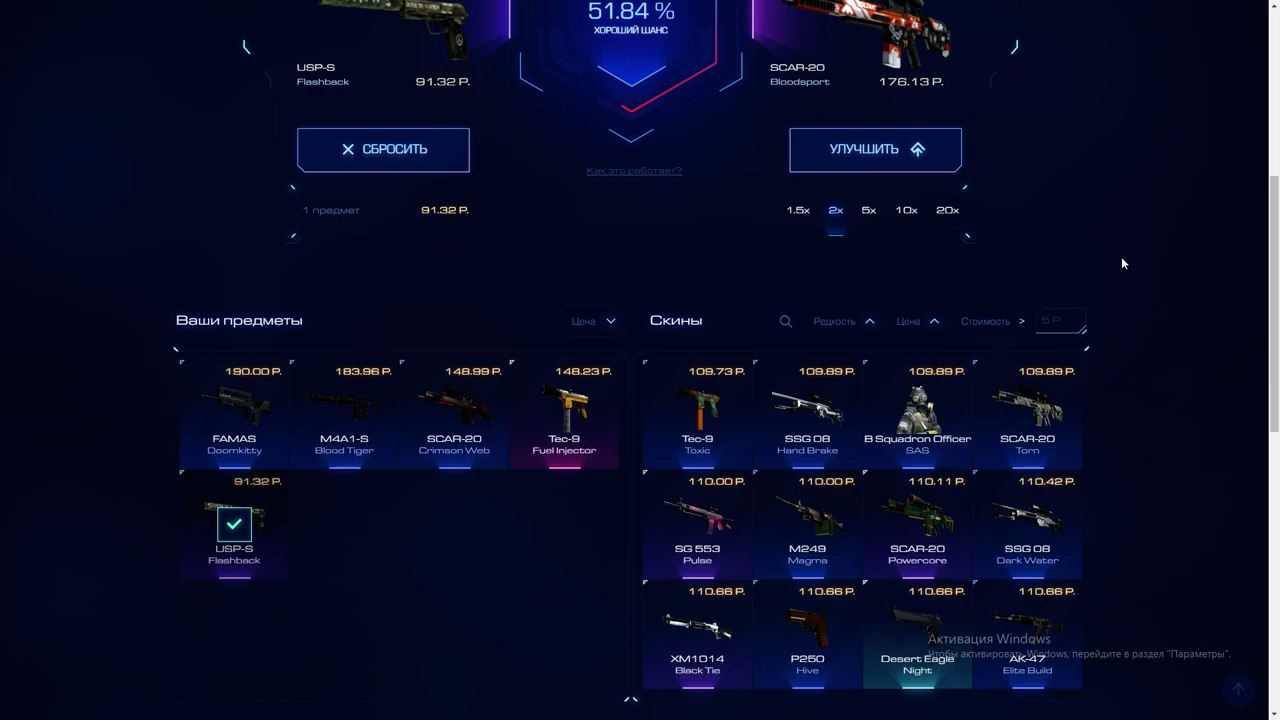 51.84 %
ХОРОШИЙ ШАНС
USP-S
Flashback
91.32 Р.
SCAR-20
Bloodsport
176.13 Р.
СБРОСИТЬ
УЛУЧШИТЬ
Как это работает?
1 предмет
91.32 Р.
1.5x 2x 5x 10x 20x
Ваши предметы
Цена
Скины
Редкость
Цена
Стоимость >
5 Р
190.00 Р.
FAMAS
Doomkitty
183.96 Р.
M4A1-S
Blood Tiger
148.99 Р.
SCAR-20
Crimson Web
148.23 Р.
Tec-9
Fuel Injector
91.32 Р.
USP-S
Flashback
109.73 Р.
Tec-9
Toxic
109.89 Р.
SSG 08
Hand Brake
109.89 Р.
B Squadron Officer
SAS
109.89 Р.
SCAR-20
Torn
110.00 Р.
SG 553
Pulse
110.00 Р.
M249
Magma
110.11 Р.
SCAR-20
Powercore
110.42 Р.
SSG 08
Dark Water
110.66 Р.
XM1014
Black Tie
110.66 Р.
P250
Hive
110.66 Р.
Desert Eagle
Night
110.66 Р.
AK-47
Elite Build
Активация Windows
Чтобы активировать Windows, перейдите в раздел "Параметры".